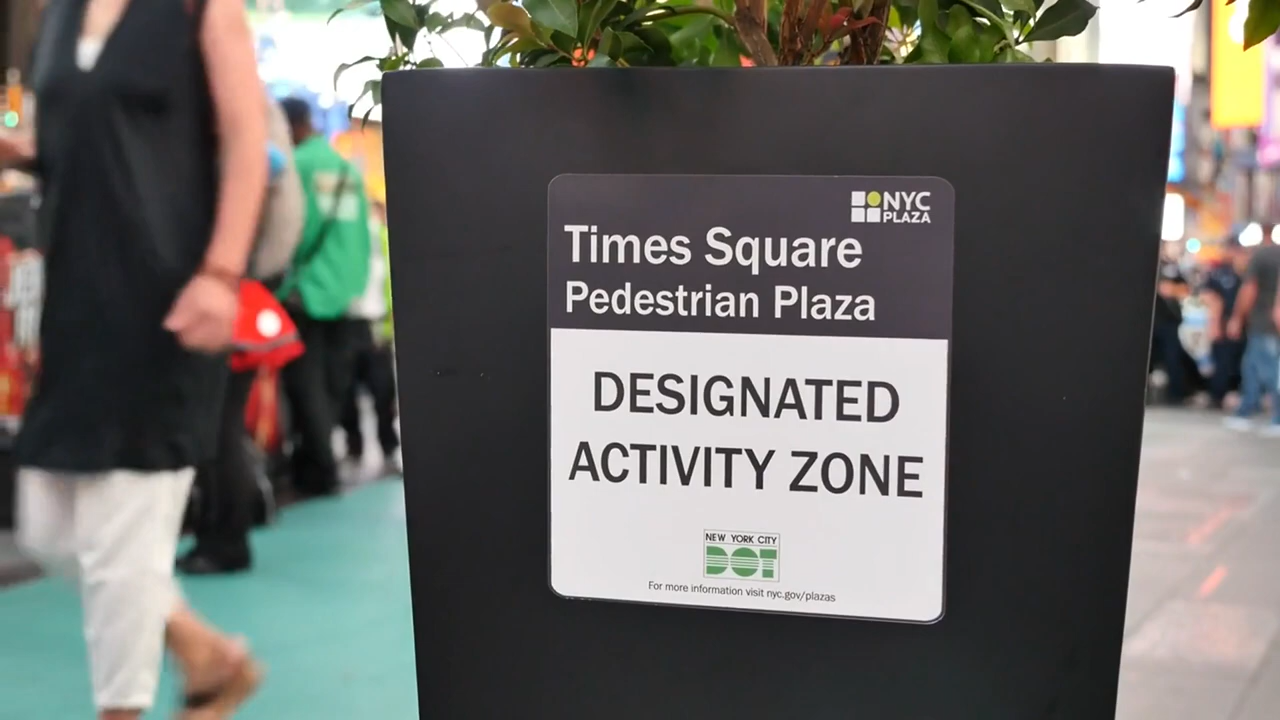 NYC
PLAZA
Times Square
Pedestrian Plaza
DESIGNATED
ACTIVITY ZONE
NEW YORK CITY
DOT
For more information visit nyc.gov/plazas